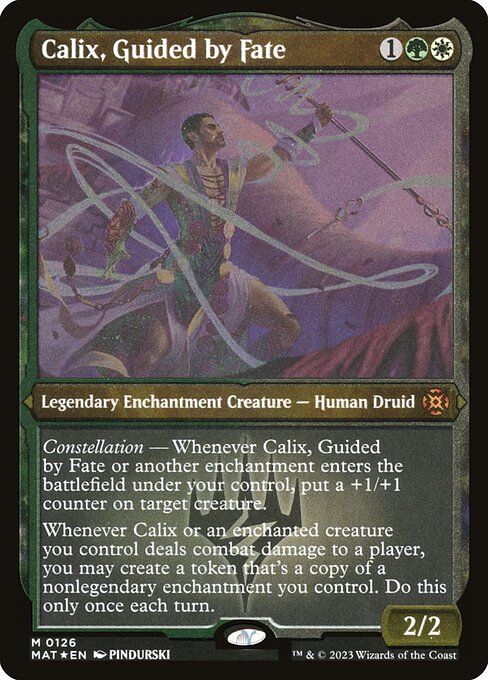 Calix, Guided by Fate 1
Legendary Enchantment Creature — Human Druid
Constellation — Whenever Calix, Guided
by Fate or another enchantment enters the
battlefield under your control, put a +1/+1
counter on target creature.
Whenever Calix or an enchanted creature
you control deals combat damage to a player,
you may create a token that's a copy of a
nonlegendary enchantment you control. Do this
only once each turn.
2/2
M 0126
MAT★EN PINDURSKI
™ & © 2023 Wizards of the Coast